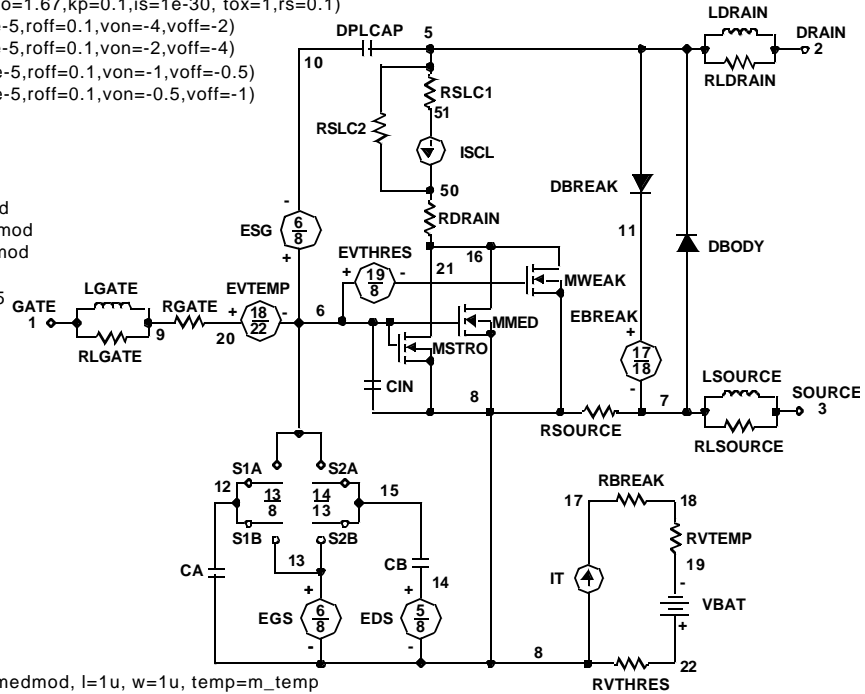 o=1.67,kp=0.1,is=1e-30, tox=1,rs=0.1)
e-5,roff=0.1,von=-4,voff=-2)
e-5,roff=0.1,von=-2,voff=-4)
e-5,roff=0.1,von=-1,voff=-0.5)
e-5,roff=0.1,von=-0.5,voff=-1)
LDRAIN
DPLCAP 5 DRAIN
10 2
RLDRAIN
RSLC1
51
RSLC2
ISCL
50
DBREAK
RDRAIN
d
mod
mod
ESG 6/8
- +
11
DBODY
EVTHRES
16
21
+ 19/8 -
MWEAK
5
LGATE
GATE
1
RGATE
EVTEMP
+ 18/22 -
6
MMED
EBREAK
+
9
20
RLGATE
MSTRO
17/18
-
LSOURCE
CIN
8
7
SOURCE
3
RSOURCE
RLSOURCE
S1A S2A
12
13/8
14/13
15
RBREAK
17 18
S1B S2B
RVTEMP
13
CA
CB
19
14
IT
-
VBAT
+
+ +
EGS 6/8
EDS 5/8
- -
8
22
RVTHRES
medmod, l=1u, w=1u, temp=m_temp